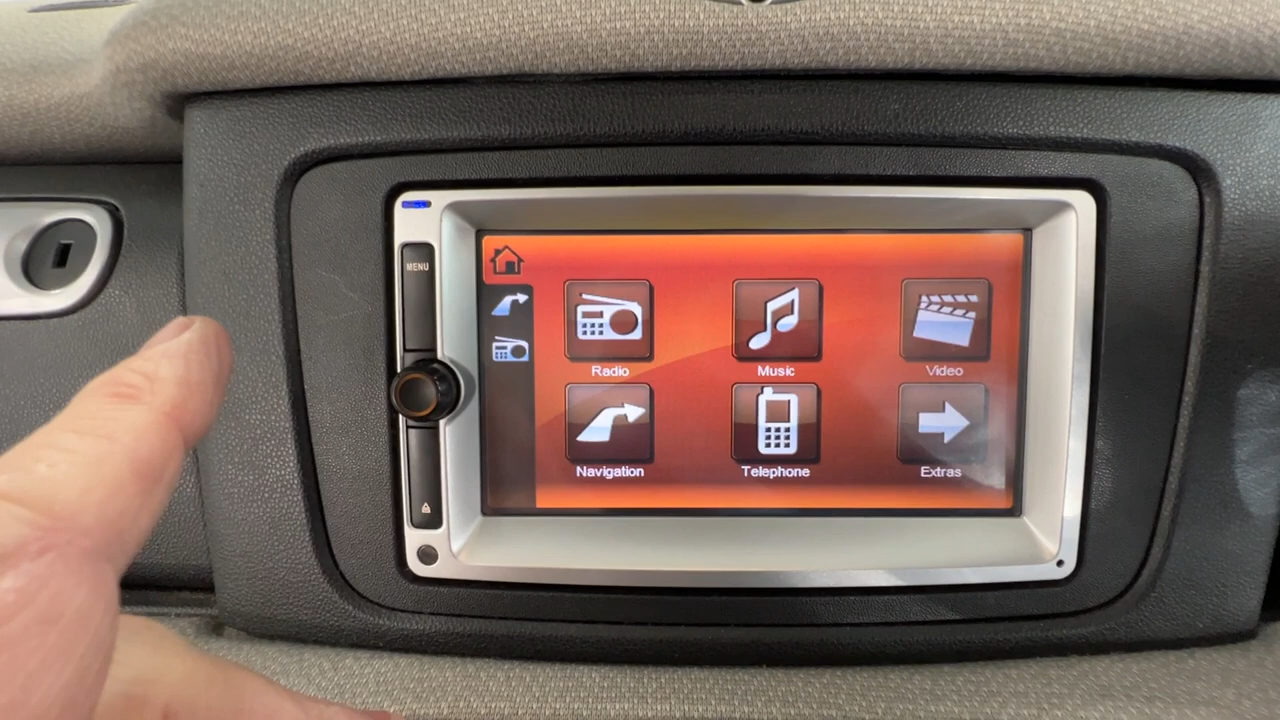 MENU
Radio
Music
Video
Navigation
Telephone
Extras